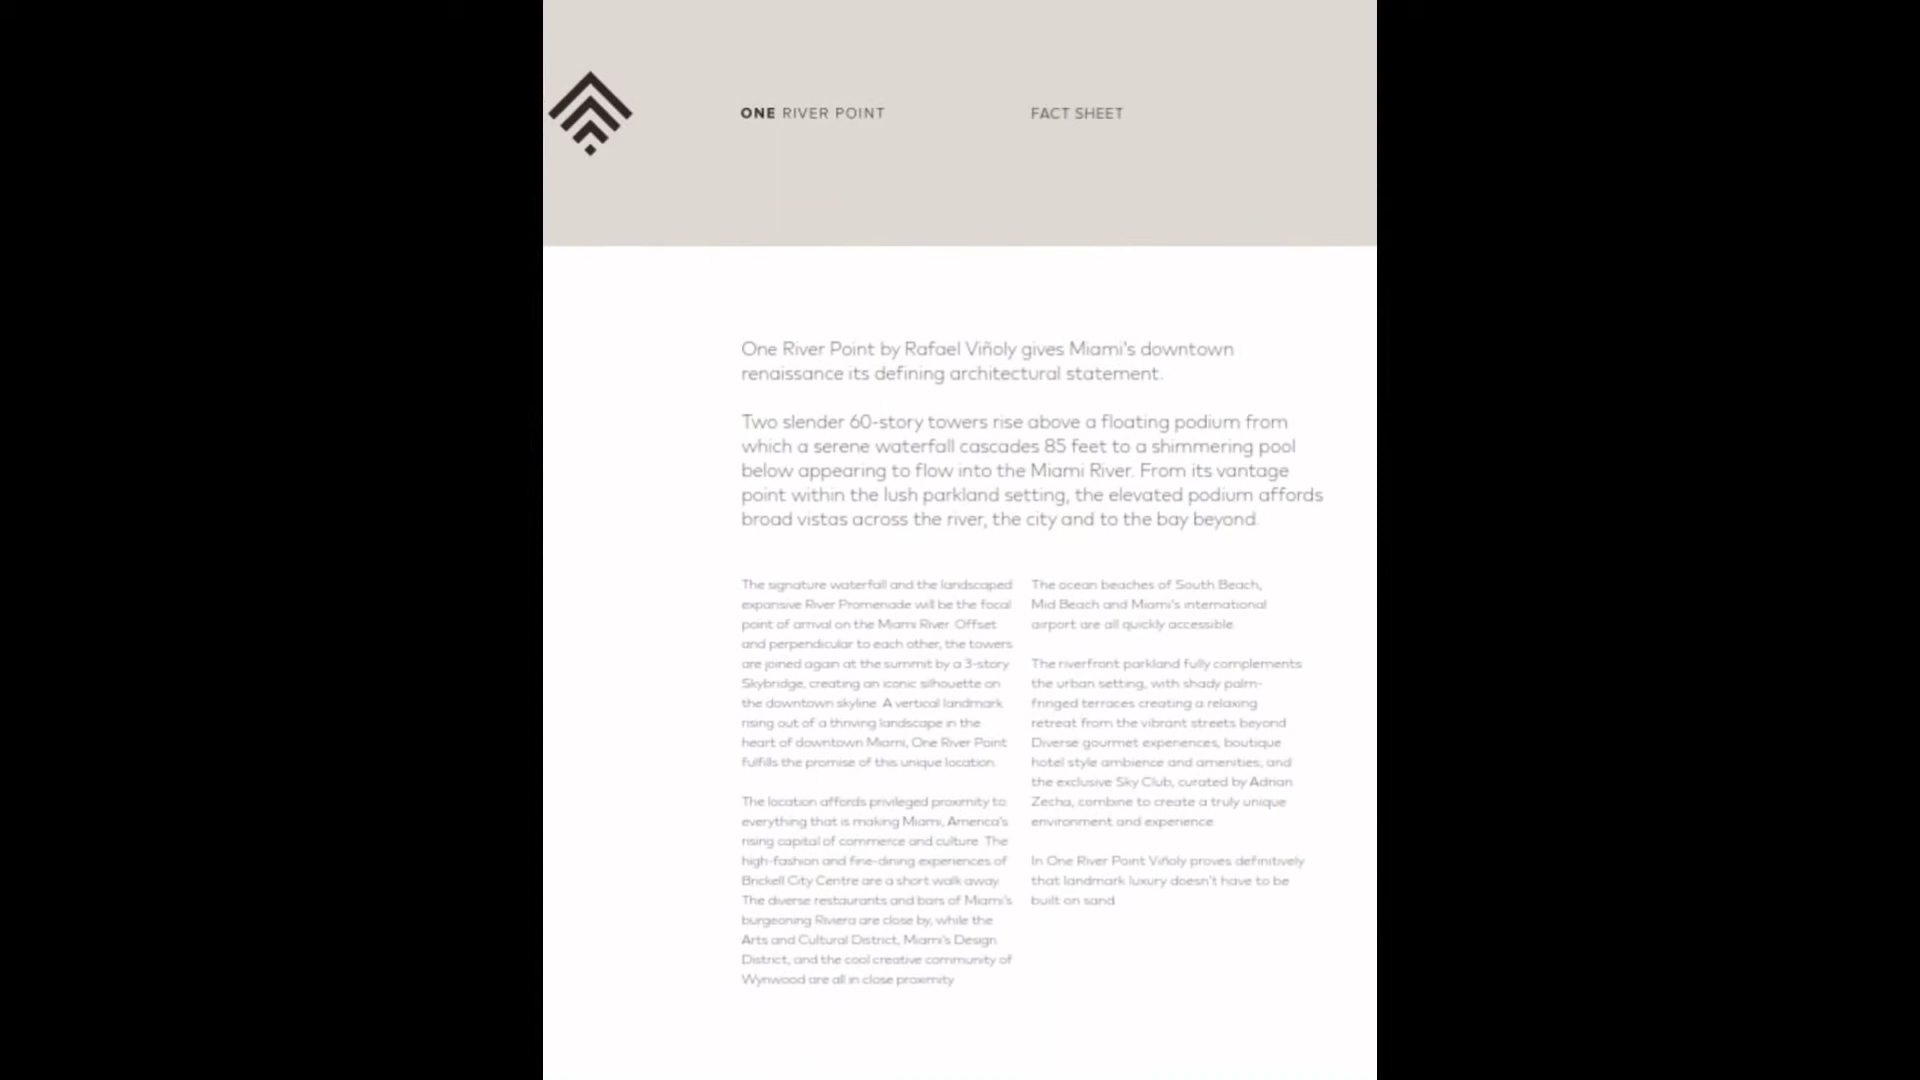 ONE RIVER POINT
FACT SHEET
One River Point by Rafael Viñoly gives Miami's downtown
renaissance its defining architectural statement.
Two slender 60-story towers rise above a floating podium from
which a serene waterfall cascades 85 feet to a shimmering pool
below appearing to flow into the Miami River. From its vantage
point within the lush parkland setting, the elevated podium affords
broad vistas across the river, the city and to the bay beyond.
The signature waterfall and the landscaped
expansive River Promenade will be the focal
point of arrival on the Miami River. Offset
and perpendicular to each other, the towers
are joined again at the summit by a 3-story
Skybridge, creating an iconic silhouette on
the downtown skyline. A vertical landmark
rising out of a thriving landscape in the
heart of downtown Miami, One River Point
fulfills the promise of this unique location.
The location affords privileged proximity to
everything that is making Miami, America's
rising capital of commerce and culture. The
high-fashion and fine-dining experiences of
Brickell City Centre are a short walk away.
The diverse restaurants and bars of Miami's
burgeoning Riviera are close by, while the
Arts and Cultural District, Miami's Design
District, and the cool creative community of
Wynwood are all in close proximity
The ocean beaches of South Beach,
Mid Beach and Miami's international
airport are all quickly accessible.
The riverfront parkland fully complements
the urban setting, with shady palm-
fringed terraces creating a relaxing
retreat from the vibrant streets beyond
Diverse gourmet experiences, boutique
hotel style ambience and amenities, and
the exclusive Sky Club, curated by Adrian
Zecha, combine to create a truly unique
environment and experience.
In One River Point Viñoly proves definitively
that landmark luxury doesn't have to be
built on sand.